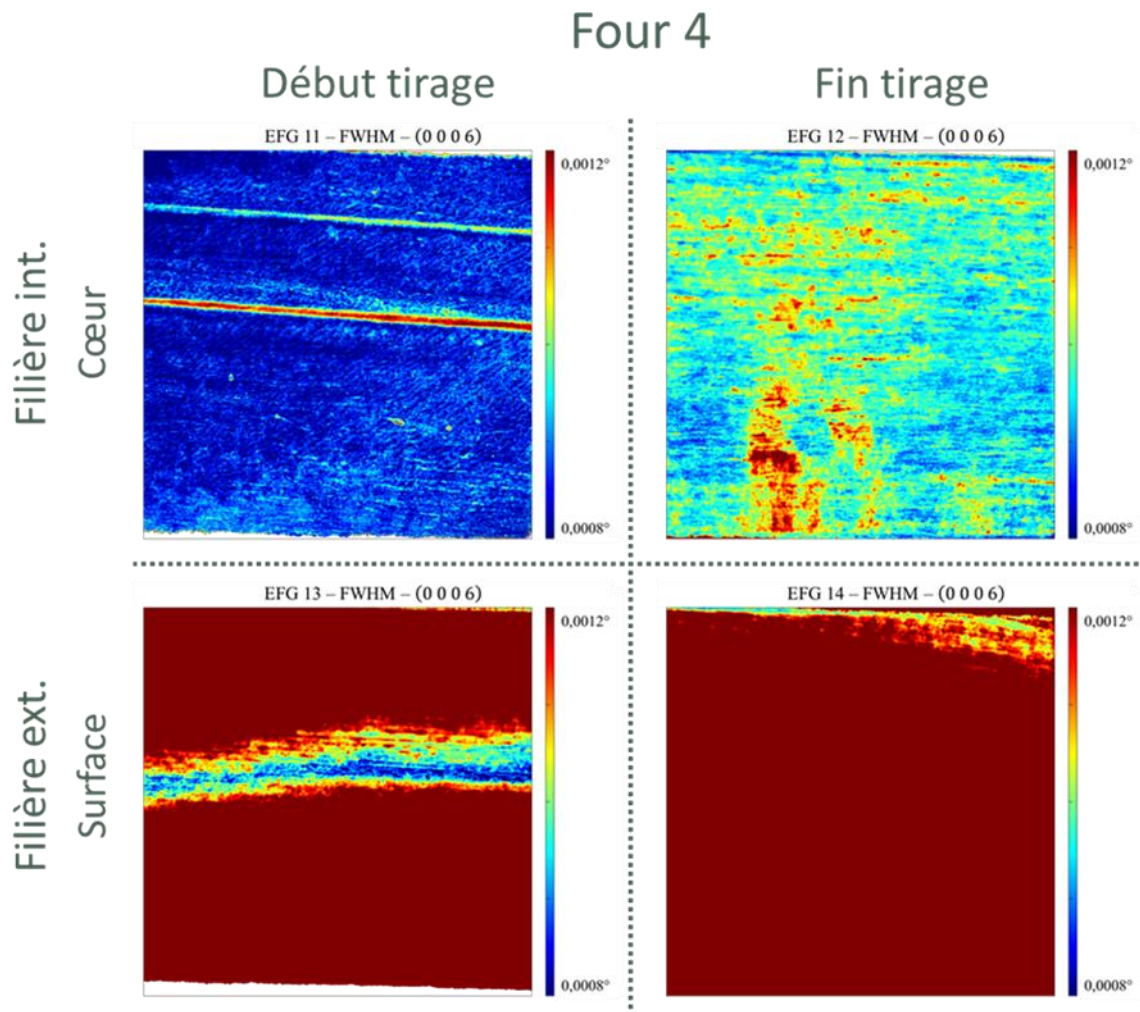 Four 4
Début tirage
Fin tirage
Filière int.
Cœur
EFG 11 – FWHM – (0 0 0 6)
0,0012°
0,0008°
EFG 12 – FWHM – (0 0 0 6)
0,0012°
0,0008°
Filière ext.
Surface
EFG 13 – FWHM – (0 0 0 6)
0,0012°
0,0008°
EFG 14 – FWHM – (0 0 0 6)
0,0012°
0,0008°